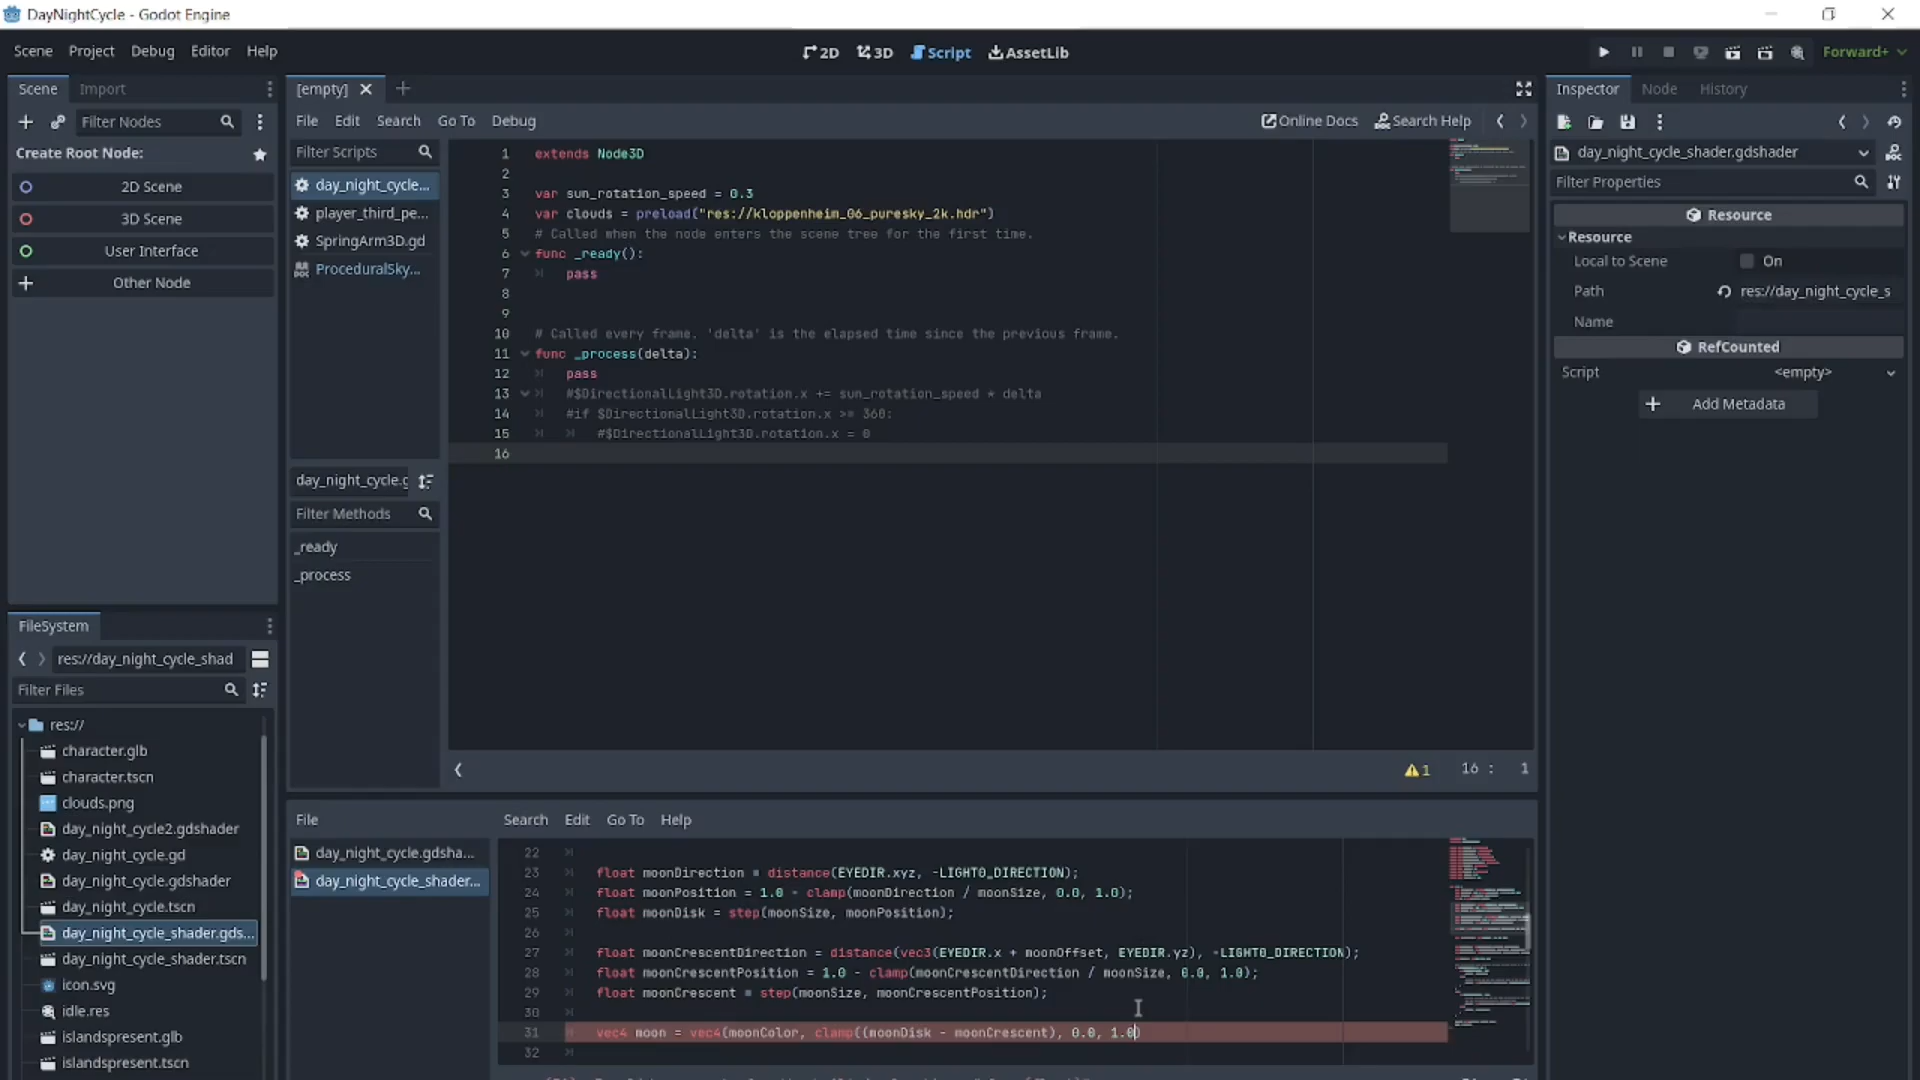 DayNightCycle - Godot Engine
Scene Project Debug Editor Help
2D 3D Script AssetLib
Forward+
Scene Import
Filter Nodes
Create Root Node:
2D Scene
3D Scene
User Interface
Other Node
[empty]
File Edit Search Go To Debug
Online Docs Search Help
Filter Scripts
day_night_cycle...
player_third_pe...
SpringArm3D.gd
ProceduralSky...
day_night_cycle.g
Filter Methods
_ready
_process
1 extends Node3D
2
3 var sun_rotation_speed = 0.3
4 var clouds = preload("res://kloppenheim_06_puresky_2k.hdr")
5 # Called when the node enters the scene tree for the first time.
6 func _ready():
7 pass
8
9
10 # Called every frame. 'delta' is the elapsed time since the previous frame.
11 func _process(delta):
12 pass
13 #$DirectionalLight3D.rotation.x += sun_rotation_speed * delta
14 #if $DirectionalLight3D.rotation.x >= 360:
15 #$DirectionalLight3D.rotation.x = 0
16
1 16 : 1
Inspector Node History
day_night_cycle_shader.gdshader
Filter Properties
Resource
Resource
Local to Scene On
Path res://day_night_cycle_s
Name
RefCounted
Script <empty>
Add Metadata
FileSystem
res://day_night_cycle_shad
Filter Files
res://
character.glb
character.tscn
clouds.png
day_night_cycle2.gdshader
day_night_cycle.gd
day_night_cycle.gdshader
day_night_cycle.tscn
day_night_cycle_shader.gds...
day_night_cycle_shader.tscn
icon.svg
idle.res
islandspresent.glb
islandspresent.tscn
File
day_night_cycle.gdsha...
day_night_cycle_shader...
Search Edit Go To Help
22
23 float moonDirection = distance(EYEDIR.xyz, -LIGHT0_DIRECTION);
24 float moonPosition = 1.0 - clamp(moonDirection / moonSize, 0.0, 1.0);
25 float moonDisk = step(moonSize, moonPosition);
26
27 float moonCrescentDirection = distance(vec3(EYEDIR.x + moonOffset, EYEDIR.yz), -LIGHT0_DIRECTION);
28 float moonCrescentPosition = 1.0 - clamp(moonCrescentDirection / moonSize, 0.0, 1.0);
29 float moonCrescent = step(moonSize, moonCrescentPosition);
30
31 vec4 moon = vec4(moonColor, clamp((moonDisk - moonCrescent), 0.0, 1.0)
32